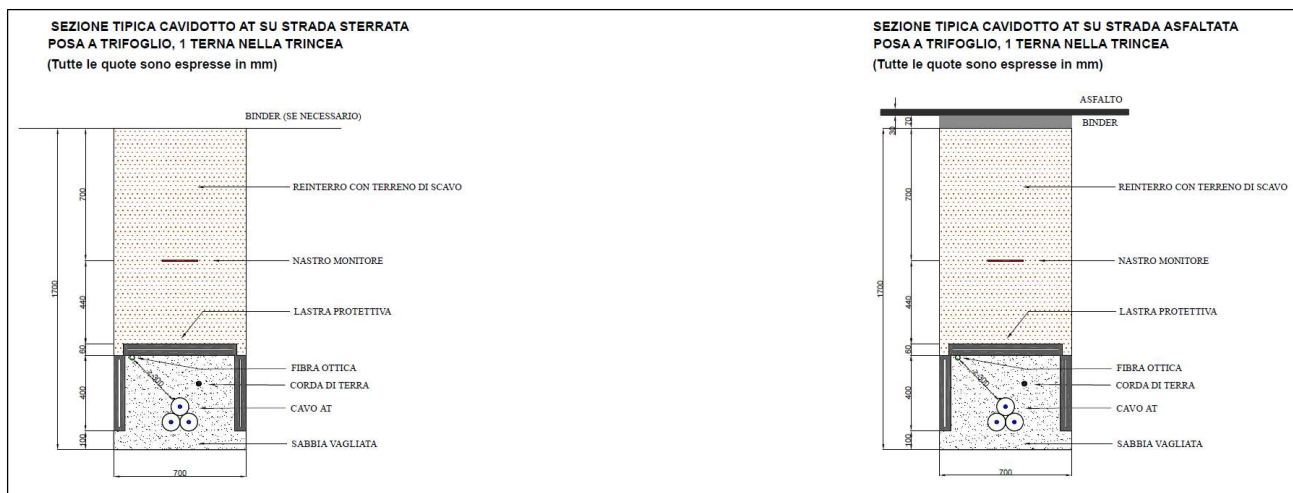 SEZIONE TIPICA CAVIDOTTO AT SU STRADA STERRATA
POSA A TRIFOGLIO, 1 TERNA NELLA TRINCEA
(Tutte le quote sono espresse in mm)
BINDER (SE NECESSARIO)
REINTERRO CON TERRENO DI SCAVO
NASTRO MONITORE
LASTRA PROTETTIVA
FIBRA OTTICA
CORDA DI TERRA
CAVO AT
SABBIA VAGLIATA
1700
700
440
60
400
100
≥ 300
700
SEZIONE TIPICA CAVIDOTTO AT SU STRADA ASFALTATA
POSA A TRIFOGLIO, 1 TERNA NELLA TRINCEA
(Tutte le quote sono espresse in mm)
ASFALTO
BINDER
REINTERRO CON TERRENO DI SCAVO
NASTRO MONITORE
LASTRA PROTETTIVA
FIBRA OTTICA
CORDA DI TERRA
CAVO AT
SABBIA VAGLIATA
30
70
1700
700
440
60
400
100
≥ 300
700